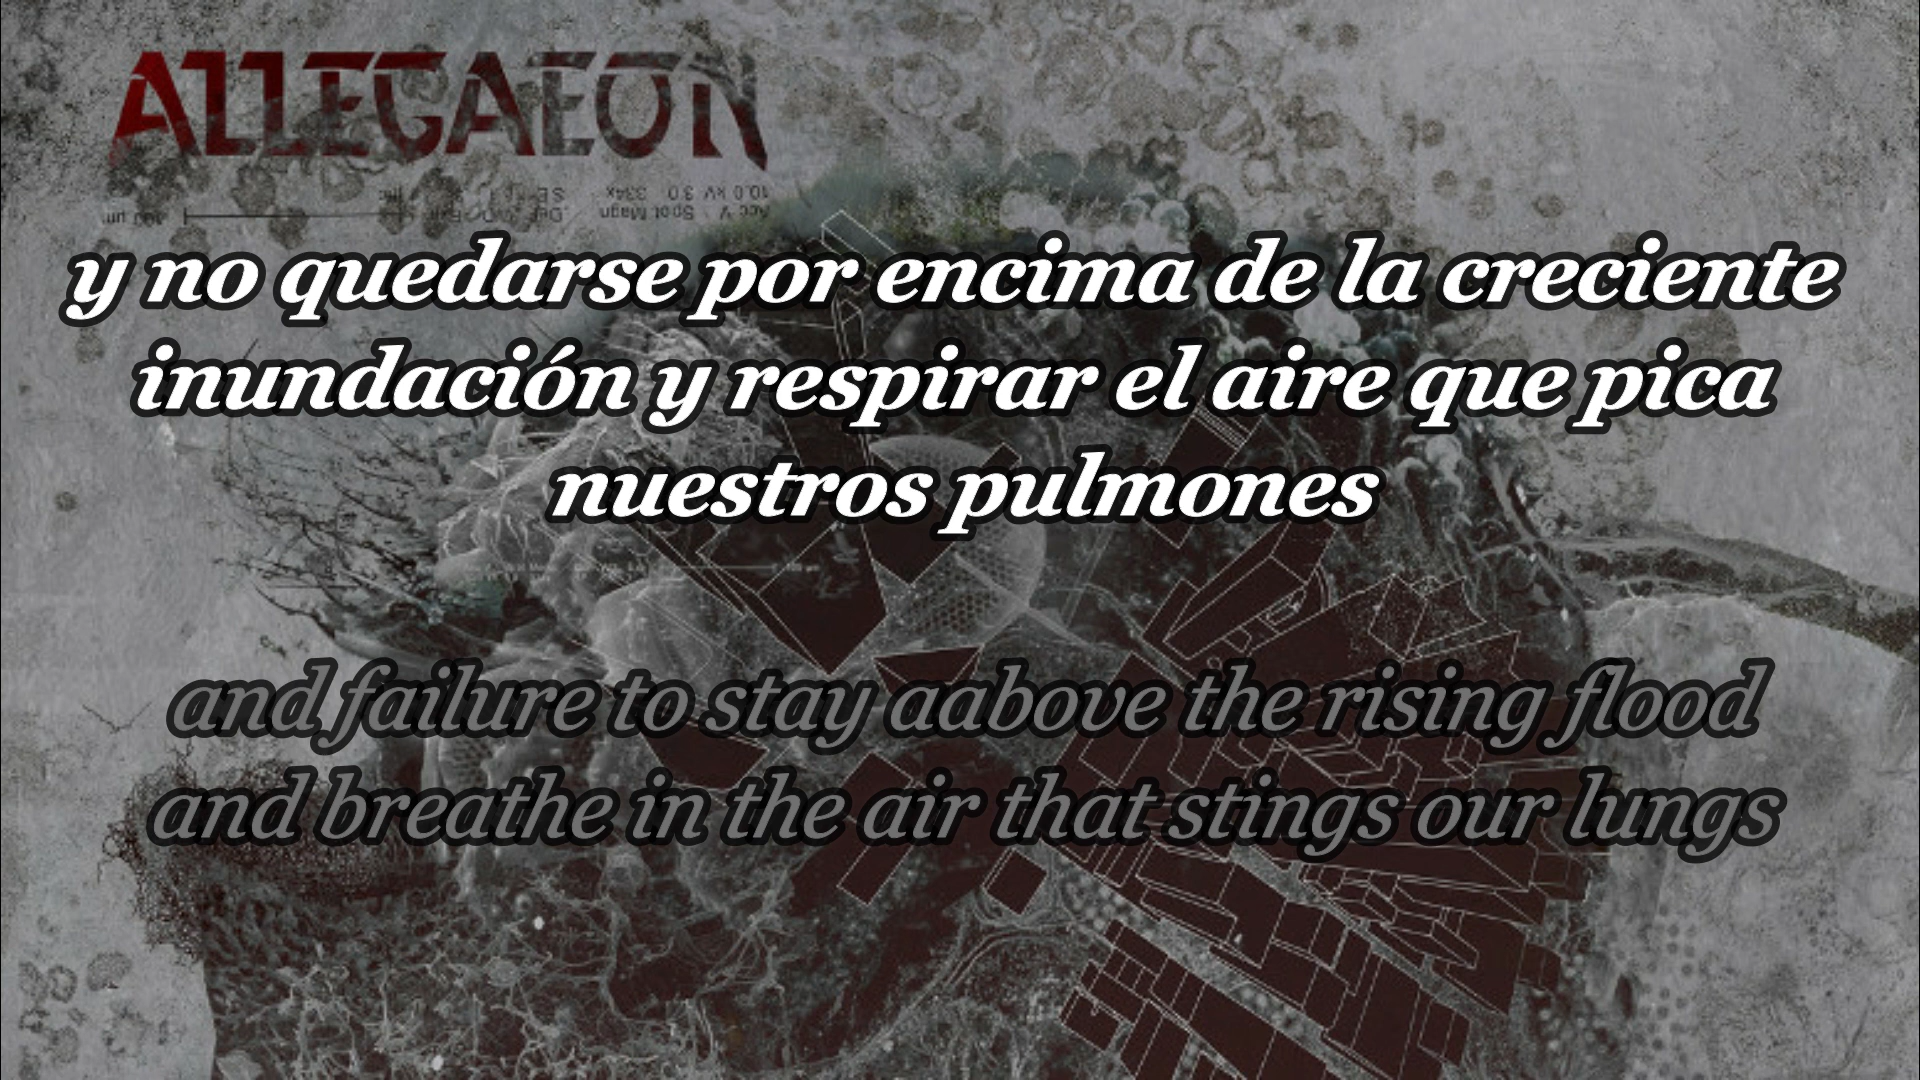 ALLEGAEON
y no quedarse por encima de la creciente
inundación y respirar el aire que pica
nuestros pulmones
and failure to stay aabove the rising flood
and breathe in the air that stings our lungs